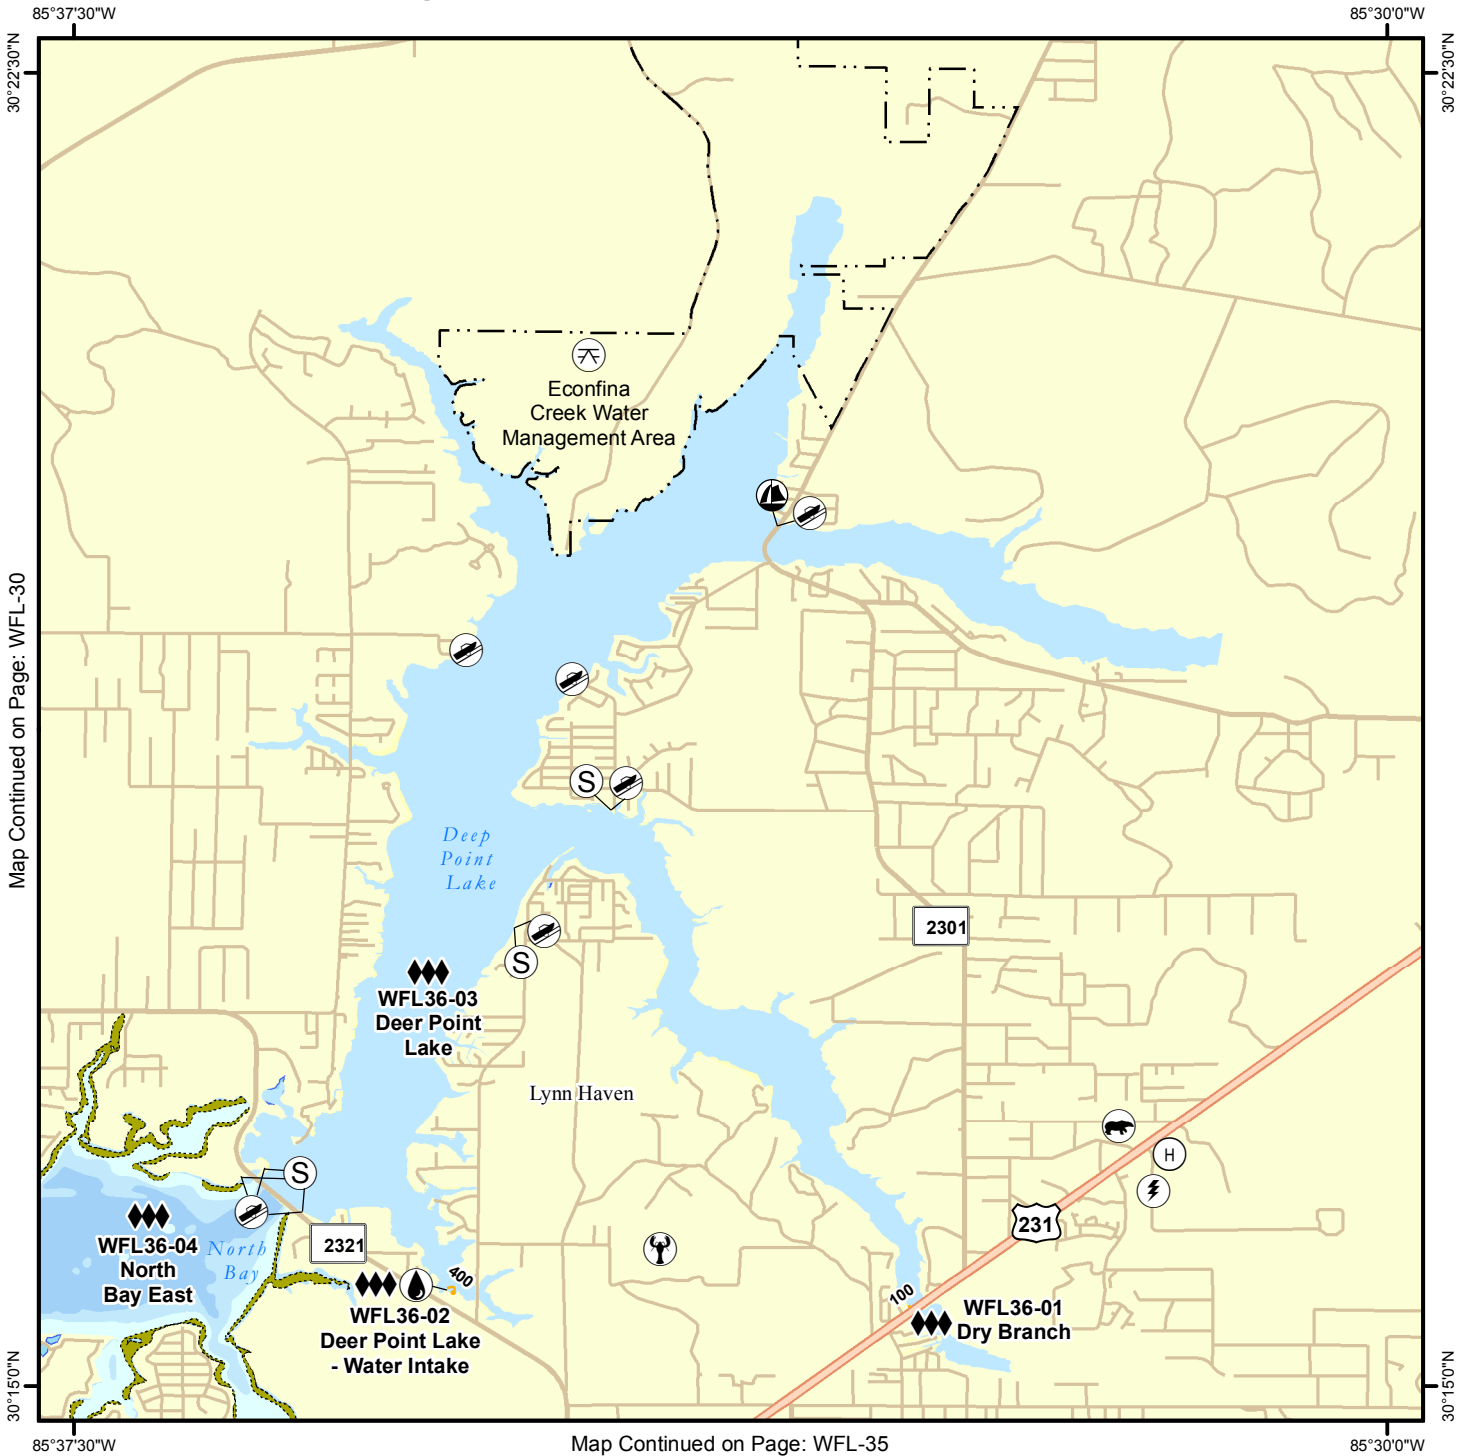 85°37'30"W
85°30'0"W
30°22'30"N
30°22'30"N
Econfina
Creek Water
Management Area
Map Continued on Page: WFL-30
S
Deep
Point
Lake
2301
S
WFL36-03
Deer Point
Lake
Lynn Haven
H
S
231
WFL36-04
North
Bay East
North
Bay
2321
400
100
WFL36-02
Deer Point Lake
- Water Intake
WFL36-01
Dry Branch
30°15'0"N
30°15'0"N
85°37'30"W
Map Continued on Page: WFL-35
85°30'0"W